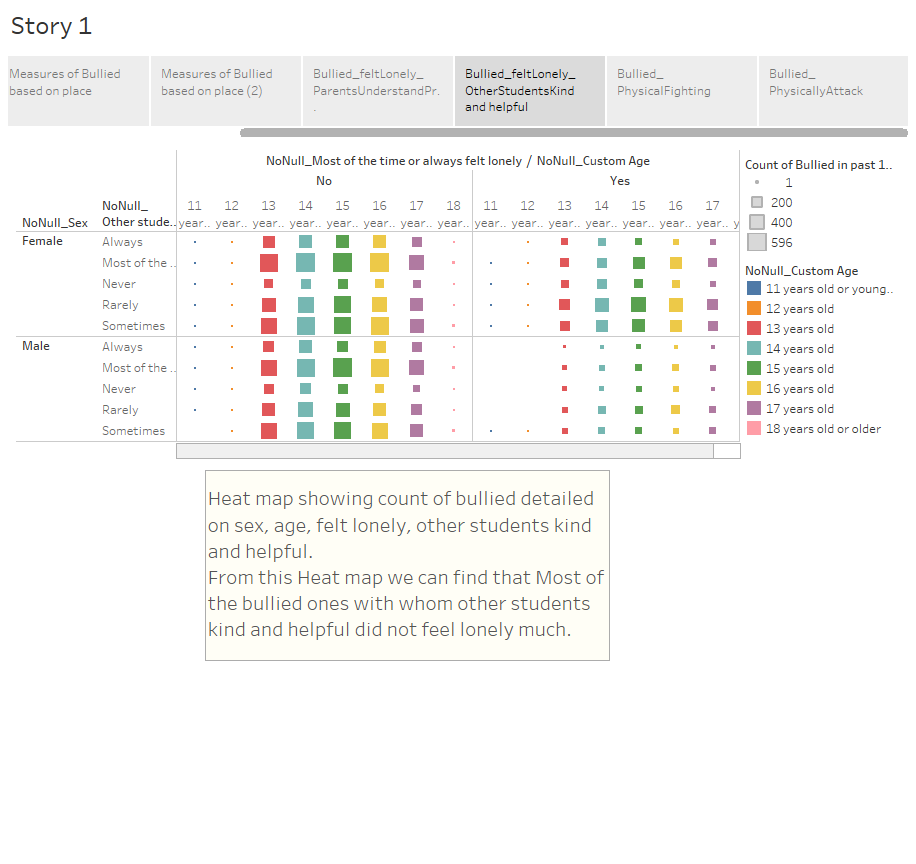 Story 1
Measures of Bullied
based on place
Measures of Bullied
based on place (2)
Bullied_feltLonely_
ParentsUnderstandPr.
.
Bullied_feltLonely_
OtherStudentsKind
and helpful
Bullied_
PhysicalFighting
Bullied_
PhysicallyAttack
NoNull_Most of the time or always felt lonely / NoNull_Custom Age
No Yes
NoNull_Sex
NoNull_
Other stude..
11 12 13 14 15 16 17 18 11 12 13 14 15 16 17
year.. year.. year.. year.. year.. year.. year.. year.. year.. year.. year.. year.. year.. year.. year.. y
Female Always
Most of the ..
Never
Rarely
Sometimes
Male Always
Most of the ..
Never
Rarely
Sometimes
Count of Bullied in past 1..
1
200
400
596
NoNull_Custom Age
11 years old or young..
12 years old
13 years old
14 years old
15 years old
16 years old
17 years old
18 years old or older
Heat map showing count of bullied detailed
on sex, age, felt lonely, other students kind
and helpful.
From this Heat map we can find that Most of
the bullied ones with whom other students
kind and helpful did not feel lonely much.